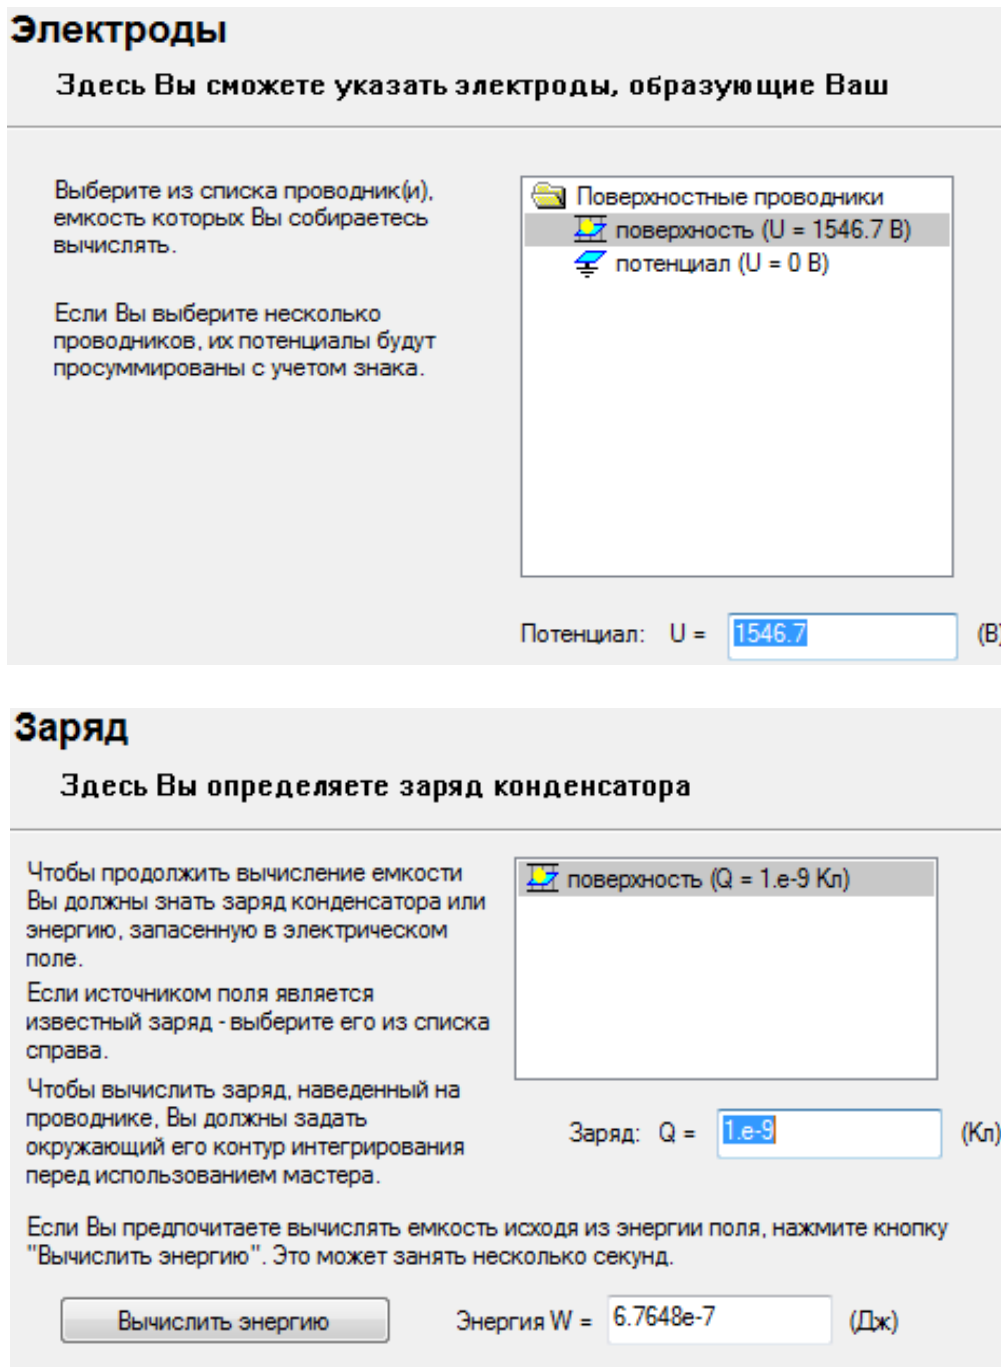 Электроды
Здесь Вы сможете указать электроды, образующие Ваш
Выберите из списка проводник(и),
емкость которых Вы собираетесь
вычислять.
Если Вы выберите несколько
проводников, их потенциалы будут
просуммированы с учетом знака.
Поверхностные проводники
поверхность (U = 1546.7 В)
потенциал (U = 0 В)
Потенциал: U = 1546.7 (В)
Заряд
Здесь Вы определяете заряд конденсатора
Чтобы продолжить вычисление емкости
Вы должны знать заряд конденсатора или
энергию, запасенную в электрическом
поле.
Если источником поля является
известный заряд - выберите его из списка
справа.
Чтобы вычислить заряд, наведенный на
проводнике, Вы должны задать
окружающий его контур интегрирования
перед использованием мастера.
поверхность (Q = 1.e-9 Кл)
Заряд: Q = 1.e-9 (Кл)
Если Вы предпочитаете вычислять емкость исходя из энергии поля, нажмите кнопку
"Вычислить энергию". Это может занять несколько секунд.
Вычислить энергию Энергия W = 6.7648e-7 (Дж)